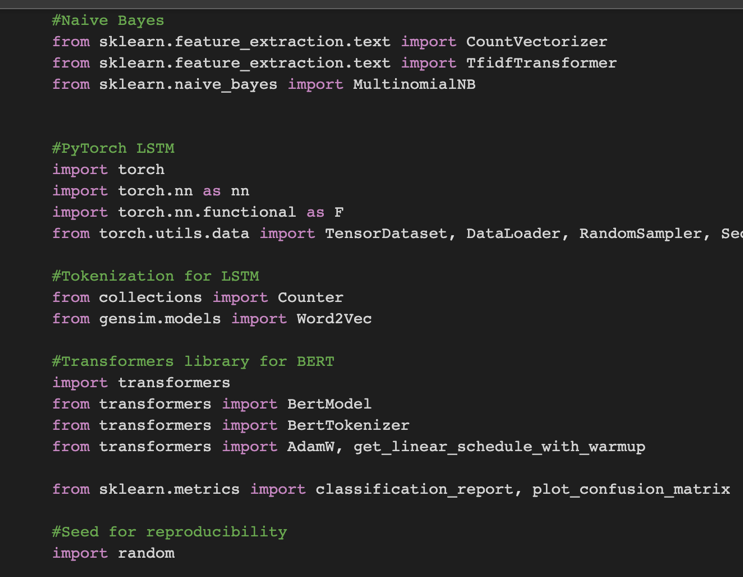 #Naive Bayes
from sklearn.feature_extraction.text import CountVectorizer
from sklearn.feature_extraction.text import TfidfTransformer
from sklearn.naive_bayes import MultinomialNB
#PyTorch LSTM
import torch
import torch.nn as nn
import torch.nn.functional as F
from torch.utils.data import TensorDataset, DataLoader, RandomSampler,
#Tokenization for LSTM
from collections import Counter
from gensim.models import Word2Vec
#Transformers library for BERT
import transformers
from transformers import BertModel
from transformers import BertTokenizer
from transformers import AdamW, get_linear_schedule_with_warmup
from sklearn.metrics import classification_report, plot_confusion_matrix
#Seed for reproducibility
import random